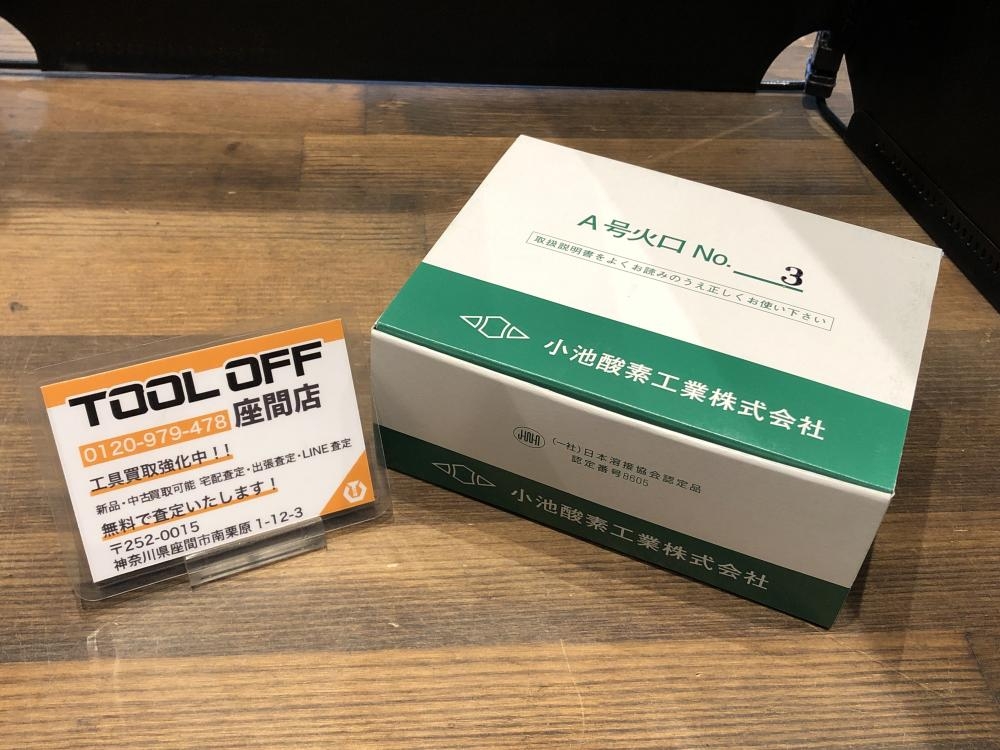 A号火口 No. 3
取扱説明書をよくお読みのうえ正しくお使い下さい
小池酸素工業株式会社
(一社)日本溶接協会認定品
認定番号8605
小池酸素工業株式会社
TOOL OFF
0120-979-478 座間店
工具買取強化中!!
新品・中古買取可能 宅配査定・出張査定・LINE査定
無料で査定いたします!
〒252-0015
神奈川県座間市南栗原 1-12-3